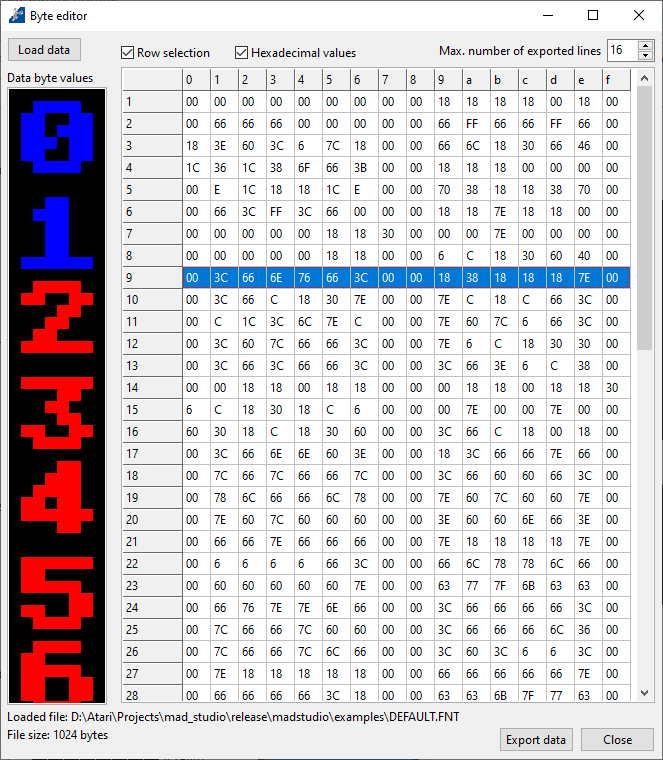 Byte editor
Load data
Row selection
Hexadecimal values
Max. number of exported lines 16
Data byte values
0 1 2 3 4 5 6 7 8 9 a b c d e f
1 00 00 00 00 00 00 00 00 00 18 18 18 18 00 18 00
2 00 66 66 66 00 00 00 00 00 66 FF 66 66 FF 66 00
3 18 3E 60 3C 6 7C 18 00 00 66 6C 18 30 66 46 00
4 1C 36 1C 38 6F 66 3B 00 00 18 18 18 00 00 00 00
5 00 E 1C 18 18 1C E 00 00 70 38 18 18 38 70 00
6 00 66 3C FF 3C 66 00 00 00 18 18 7E 18 18 00 00
7 00 00 00 00 00 18 18 30 00 00 00 7E 00 00 00 00
8 00 00 00 00 00 18 18 00 00 6 C 18 30 60 40 00
9 00 3C 66 6E 76 66 3C 00 00 18 38 18 18 18 7E 00
10 00 3C 66 C 18 30 7E 00 00 7E C 18 C 66 3C 00
11 00 C 1C 3C 6C 7E C 00 00 7E 60 7C 6 66 3C 00
12 00 3C 60 7C 66 66 3C 00 00 7E 6 C 18 30 30 00
13 00 3C 66 3C 66 66 3C 00 00 3C 66 3E 6 C 38 00
14 00 00 18 18 00 18 18 00 00 00 18 18 00 18 18 30
15 6 C 18 30 18 C 6 00 00 00 7E 00 00 7E 00 00
16 60 30 18 C 18 30 60 00 00 3C 66 C 18 00 18 00
17 00 3C 66 6E 6E 60 3E 00 00 18 3C 66 66 7E 66 00
18 00 7C 66 7C 66 66 7C 00 00 3C 66 60 60 66 3C 00
19 00 78 6C 66 66 6C 78 00 00 7E 60 7C 60 60 7E 00
20 00 7E 60 7C 60 60 60 00 00 3E 60 60 6E 66 3E 00
21 00 66 66 7E 66 66 66 00 00 7E 18 18 18 18 7E 00
22 00 6 6 6 6 66 3C 00 00 66 6C 78 78 6C 66 00
23 00 60 60 60 60 60 7E 00 00 63 77 7F 6B 63 63 00
24 00 66 76 7E 7E 6E 66 00 00 3C 66 66 66 66 3C 00
25 00 7C 66 66 7C 60 60 00 00 3C 66 66 66 6C 36 00
26 00 7C 66 66 7C 6C 66 00 00 3C 60 3C 6 6 3C 00
27 00 7E 18 18 18 18 18 00 00 66 66 66 66 66 7E 00
28 00 66 66 66 66 3C 18 00 00 63 63 6B 7F 77 63 00
0
1
2
3
4
5
6
Loaded file: D:\Atari\Projects\mad_studio\release\madstudio\examples\DEFAULT.FNT
File size: 1024 bytes
Export data
Close